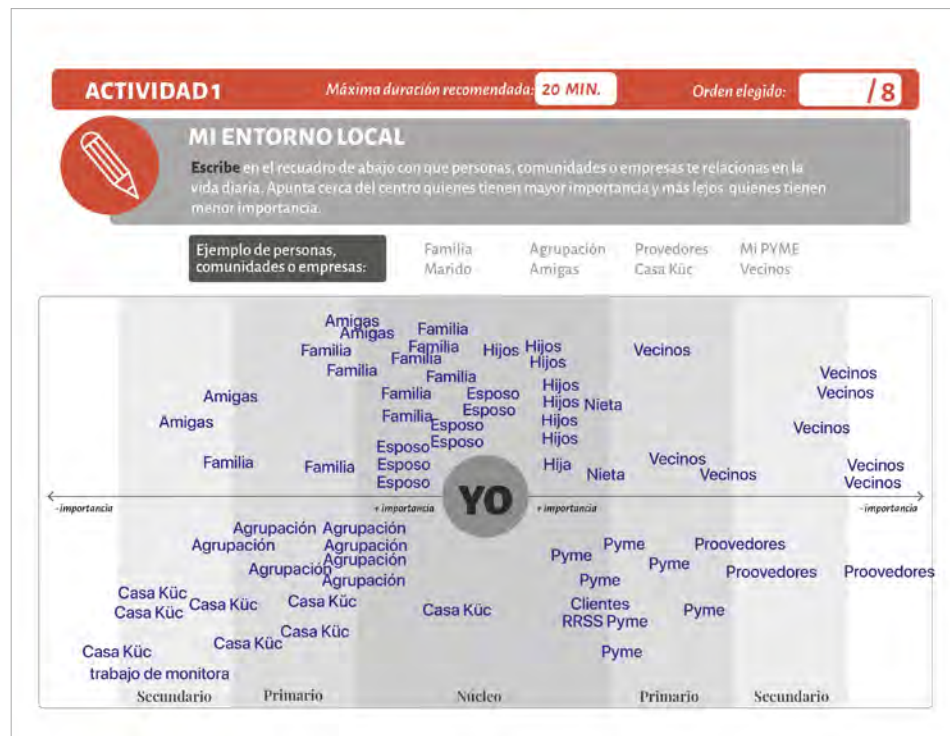 ACTIVIDAD 1
Máxima duración recomendada: 20 MIN.
Orden elegido: /8
MI ENTORNO LOCAL
Escribe en el recuadro de abajo con que personas, comunidades o empresas te relacionas en la
vida diaria. Apunta cerca del centro quienes tienen mayor importancia y más lejos quienes tienen
menor importancia.
Ejemplo de personas,
comunidades o empresas:
Familia Agrupación Provedores Mi PYME
Marido Amigas Casa Küc Vecinos
Amigas
Amigas Familia
Familia Familia Hijos Hijos Vecinos
Familia Hijos
Familia Familia Vecinos
Amigas Familia Esposo Hijos Vecinos
Esposo Hijos Nieta
Amigas Familia Esposo Hijos Vecinos
Esposo Hijos
Esposo
Familia Familia Esposo Hija Vecinos Vecinos
Esposo Nieta Vecinos Vecinos
YO
- importancia + importancia + importancia - importancia
Agrupación Agrupación
Agrupación Agrupación Pyme Pyme Proovedores
Agrupación Agrupación Pyme Proovedores Proovedores
Agrupación Pyme
Casa Küc
Casa Küc Casa Küc Casa Küc Casa Küc Clientes Pyme
RRSS Pyme
Casa Küc
Casa Küc Casa Küc Pyme
trabajo de monitora
Secundario Primario Núcleo Primario Secundario